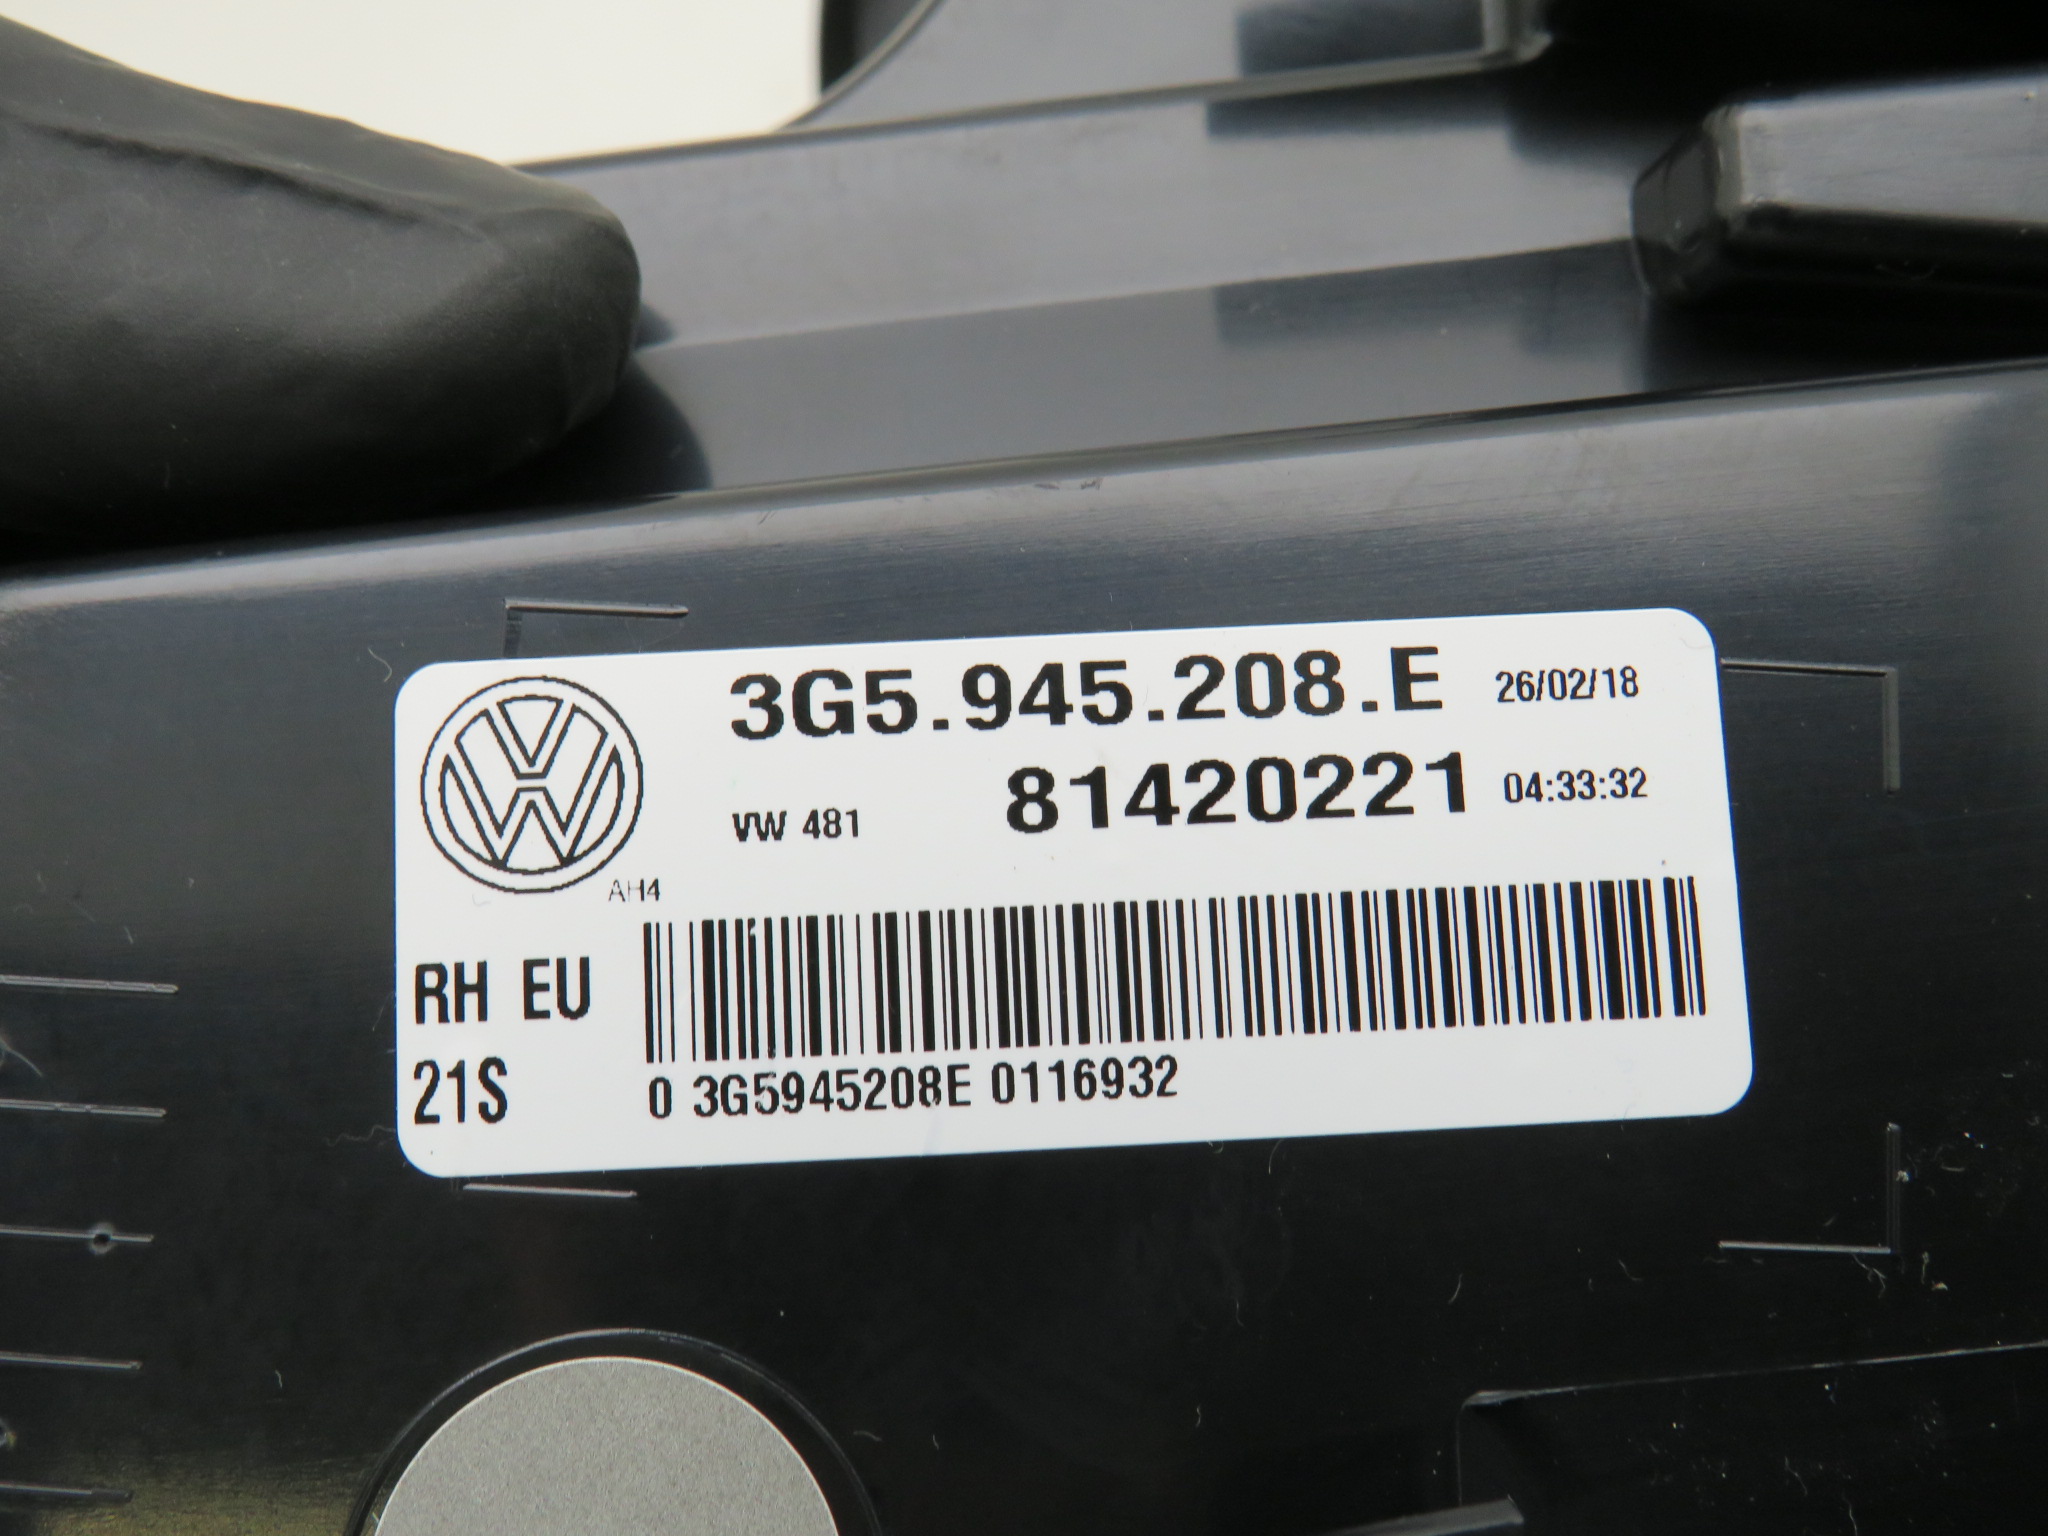 3G5.945.208.E 26/02/18
VW 481 81420221 04:33:32
AH4
RH EU
21S
0 3G5945208E 0116932